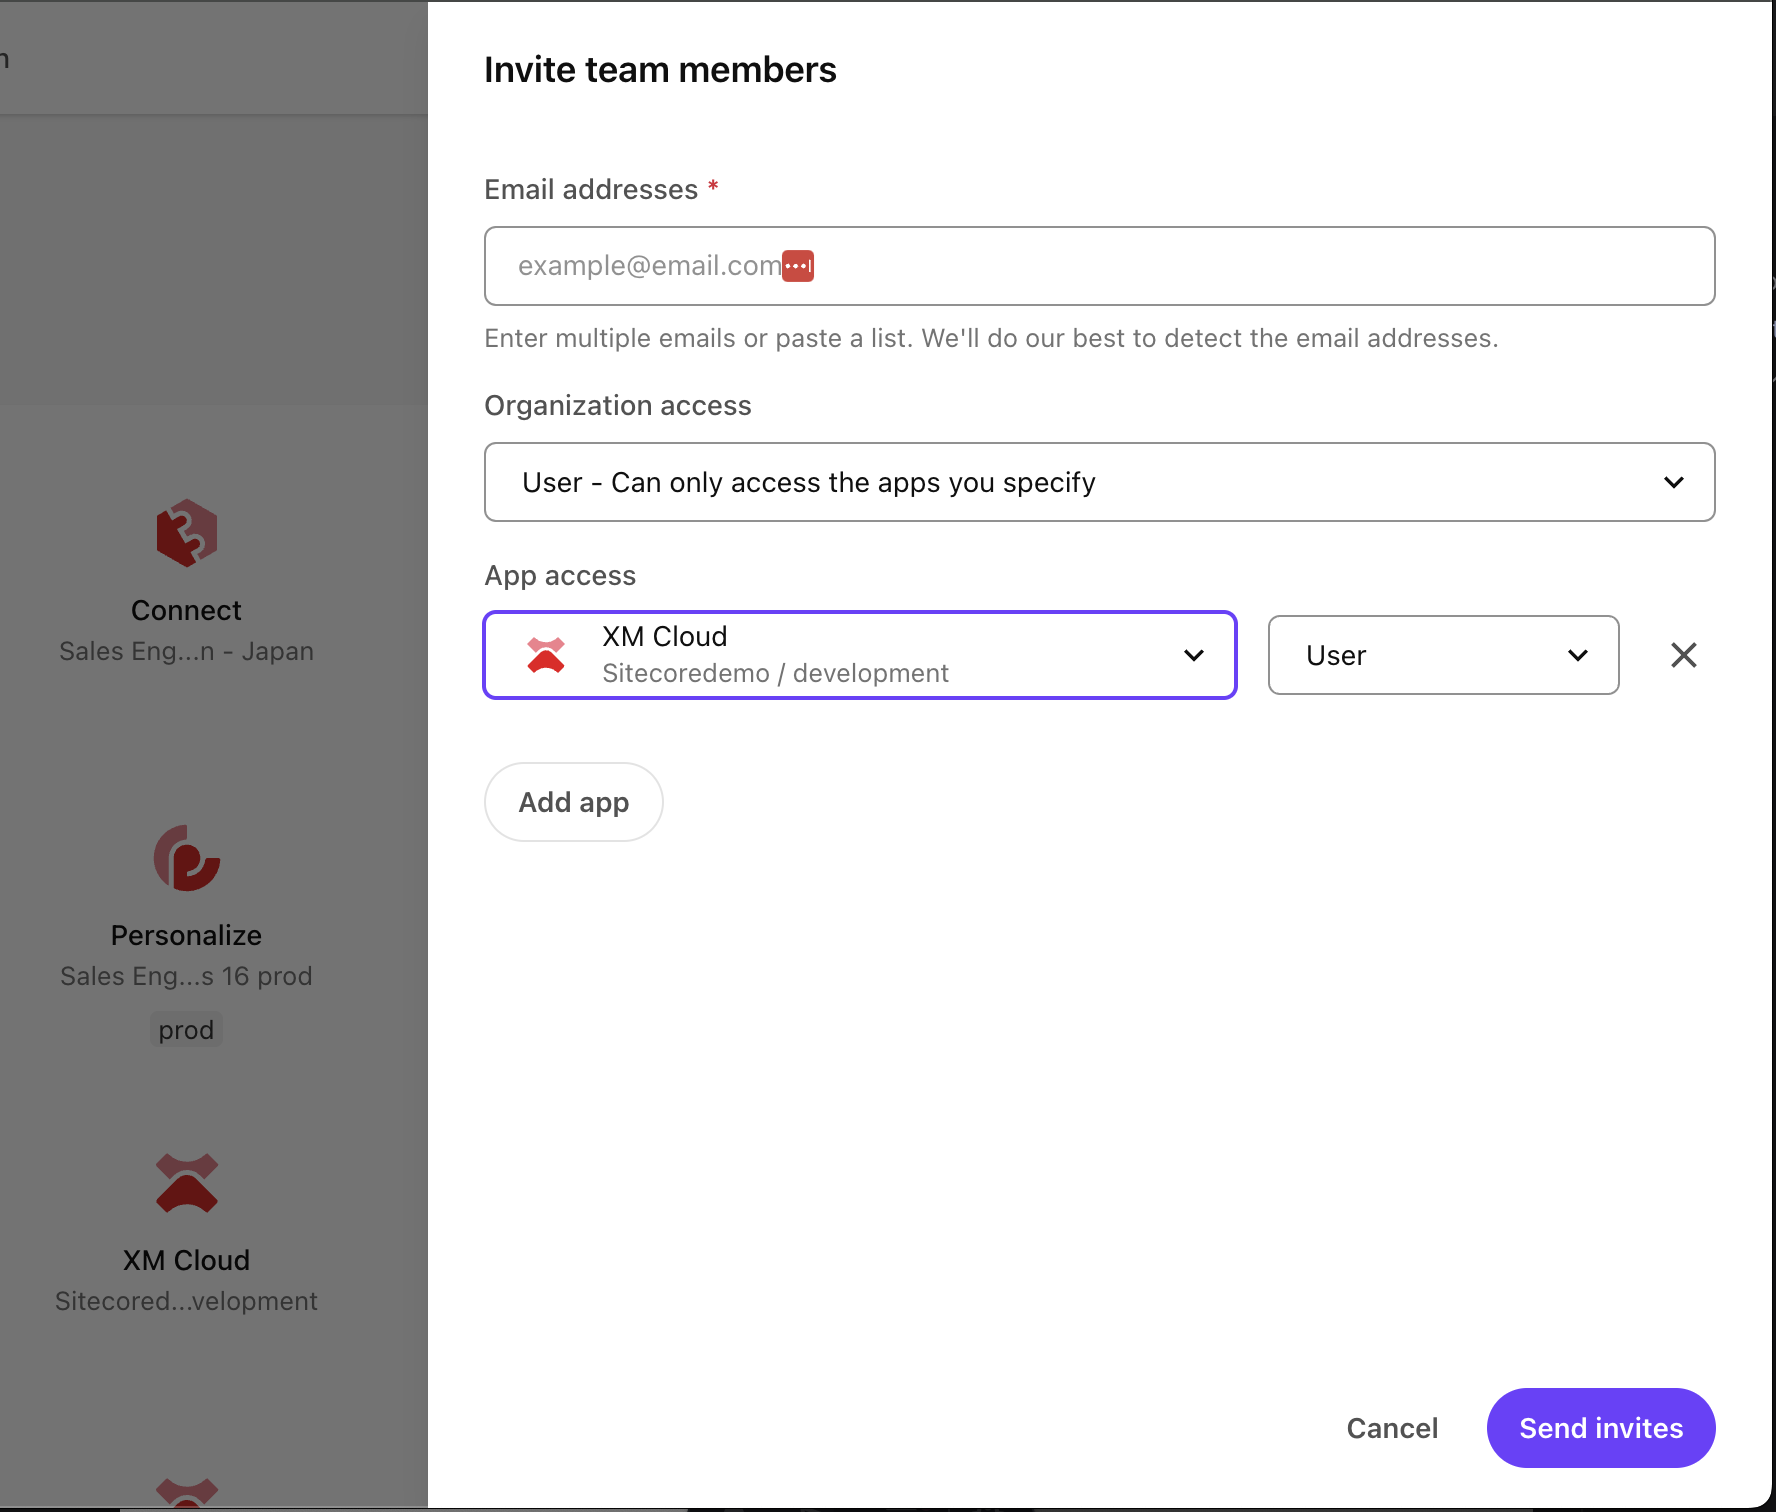 Invite team members
Email addresses *
example@email.com
Enter multiple emails or paste a list. We'll do our best to detect the email addresses.
Organization access
User - Can only access the apps you specify
App access
XM Cloud
Sitecoredemo / development
User
Add app
Cancel
Send invites
Connect
Sales Eng...n - Japan
Personalize
Sales Eng...s 16 prod
prod
XM Cloud
Sitecored...velopment